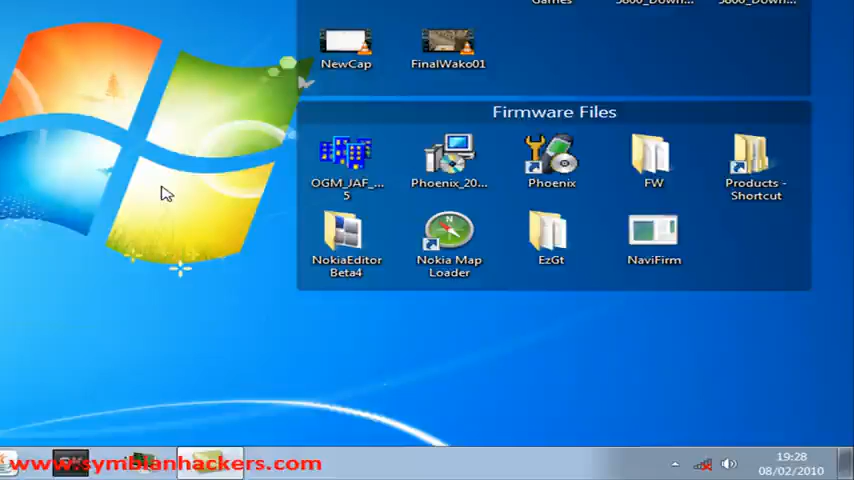 Games
5800_Down...
5800_Down...
NewCap
FinalWako01
Firmware Files
OGM_JAF_...
5
Phoenix_20...
Phoenix
FW
Products -
Shortcut
NokiaEditor
Beta4
Nokia Map
Loader
EzGt
NaviFirm
www.symbianhackers.com
19:28
08/02/2010